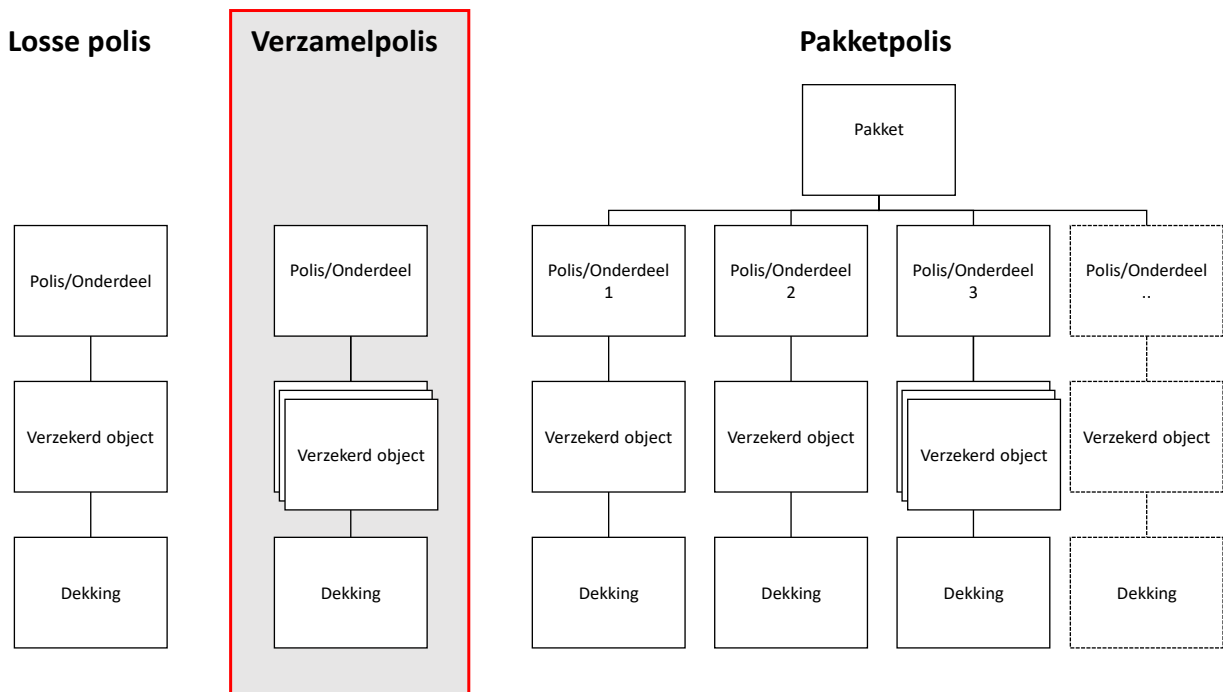 Losse polis
Verzamelpolis
Pakketpolis
Pakket
Polis/Onderdeel
Polis/Onderdeel
Polis/Onderdeel
1
Polis/Onderdeel
2
Polis/Onderdeel
3
Polis/Onderdeel
..
Verzekerd object
Verzekerd object
Verzekerd object
Verzekerd object
Verzekerd object
Verzekerd object
Dekking
Dekking
Dekking
Dekking
Dekking
Dekking